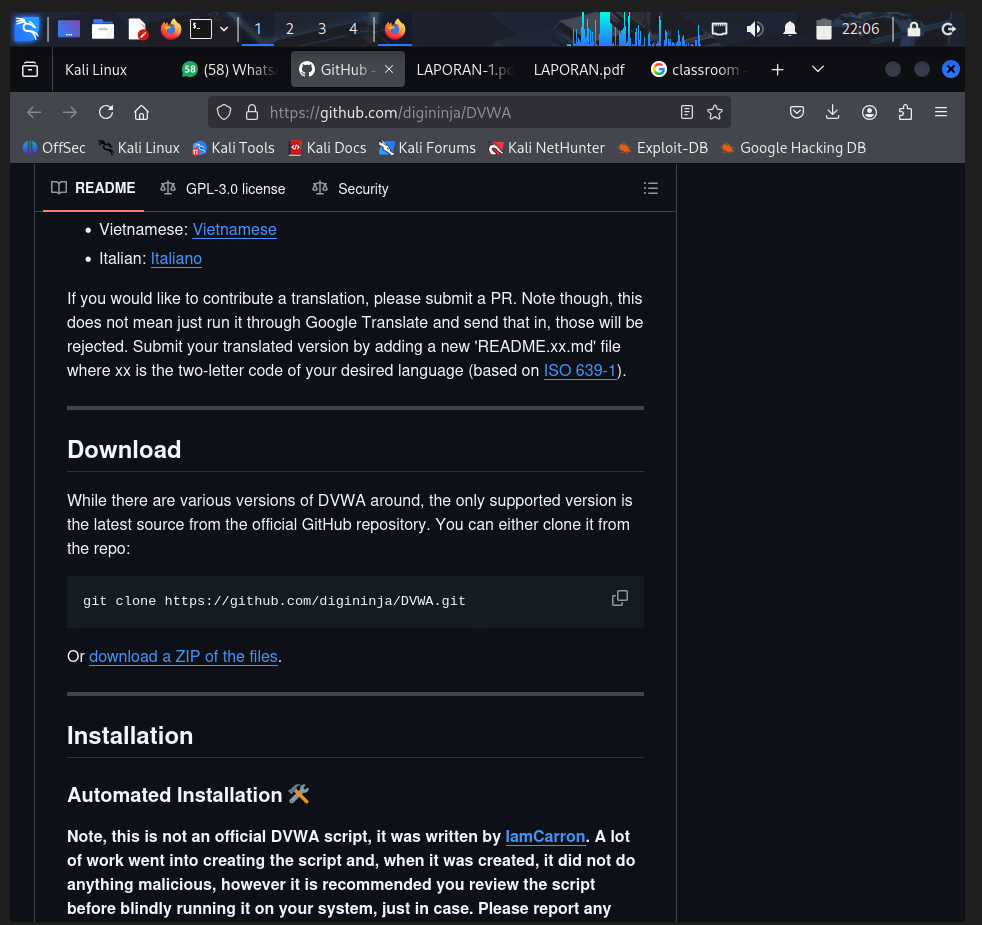 1 2 3 4 22:06
Kali Linux (58) Whats GitHub - LAPORAN-1.pd LAPORAN.pdf classroom -
https://github.com/digininja/DVWA
OffSec Kali Linux Kali Tools Kali Docs Kali Forums Kali NetHunter Exploit-DB Google Hacking DB
README GPL-3.0 license Security
• Vietnamese: Vietnamese
• Italian: Italiano
If you would like to contribute a translation, please submit a PR. Note though, this
does not mean just run it through Google Translate and send that in, those will be
rejected. Submit your translated version by adding a new 'README.xx.md' file
where xx is the two-letter code of your desired language (based on ISO 639-1).
Download
While there are various versions of DVWA around, the only supported version is
the latest source from the official GitHub repository. You can either clone it from
the repo:
git clone https://github.com/digininja/DVWA.git
Or download a ZIP of the files.
Installation
Automated Installation 🛠️
Note, this is not an official DVWA script, it was written by IamCarron. A lot
of work went into creating the script and, when it was created, it did not do
anything malicious, however it is recommended you review the script
before blindly running it on your system, just in case. Please report any